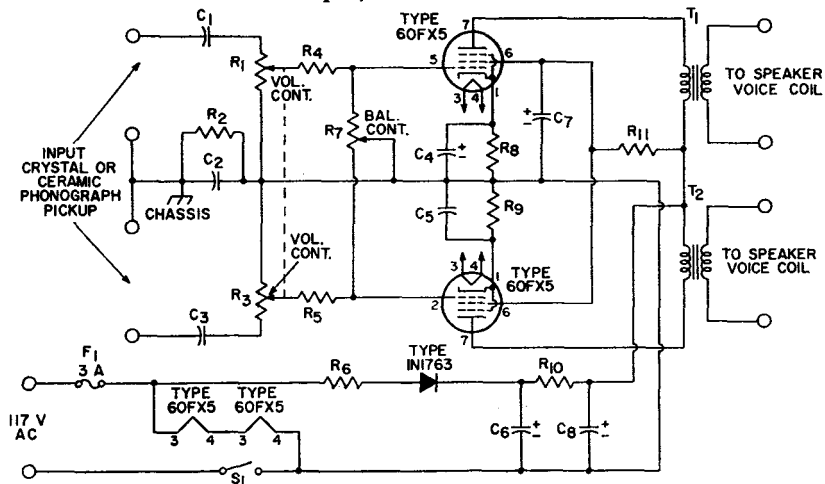 TYPE
60FX5
T1
C1
R1
R4
VOL.
CONT.
7
5
6
3
4
1
TO SPEAKER
VOICE COIL
R2
C2
CHASSIS
INPUT
CRYSTAL OR
CERAMIC
PHONOGRAPH
PICKUP
R7
BAL.
CONT.
C4
+
-
R8
+
-
C7
R11
C5
R9
T2
VOL.
CONT.
R3
R5
C3
3
4
1
TYPE
60FX5
2
6
7
TO SPEAKER
VOICE COIL
F1
3 A
TYPE
60FX5
TYPE
60FX5
3
4
3
4
R6
TYPE
IN1763
R10
C6
+
-
C8
+
-
117 V
AC
S1